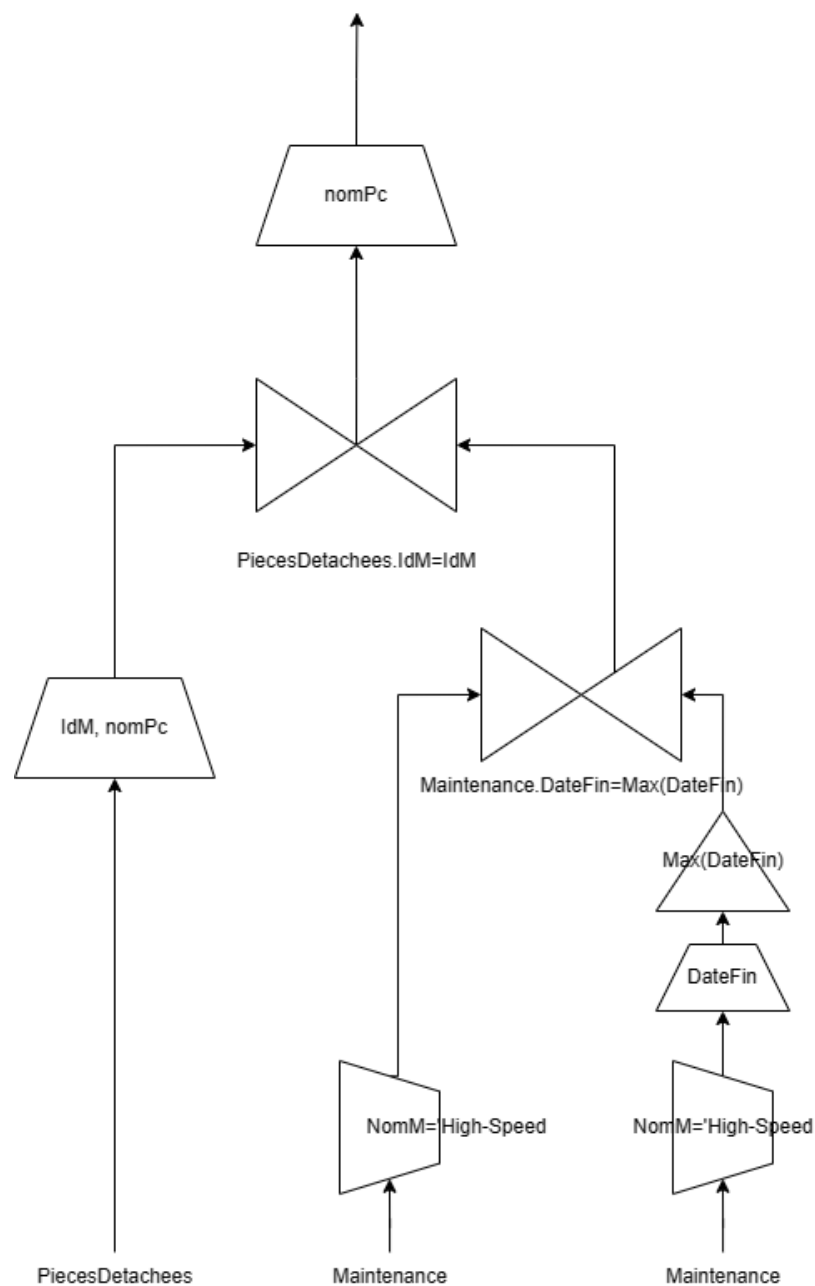 nomPc
PiecesDetachees.IdM=IdM
IdM, nomPc
Maintenance.DateFin=Max(DateFin)
Max(DateFin)
DateFin
NomM='High-Speed
NomM='High-Speed
PiecesDetachees
Maintenance
Maintenance